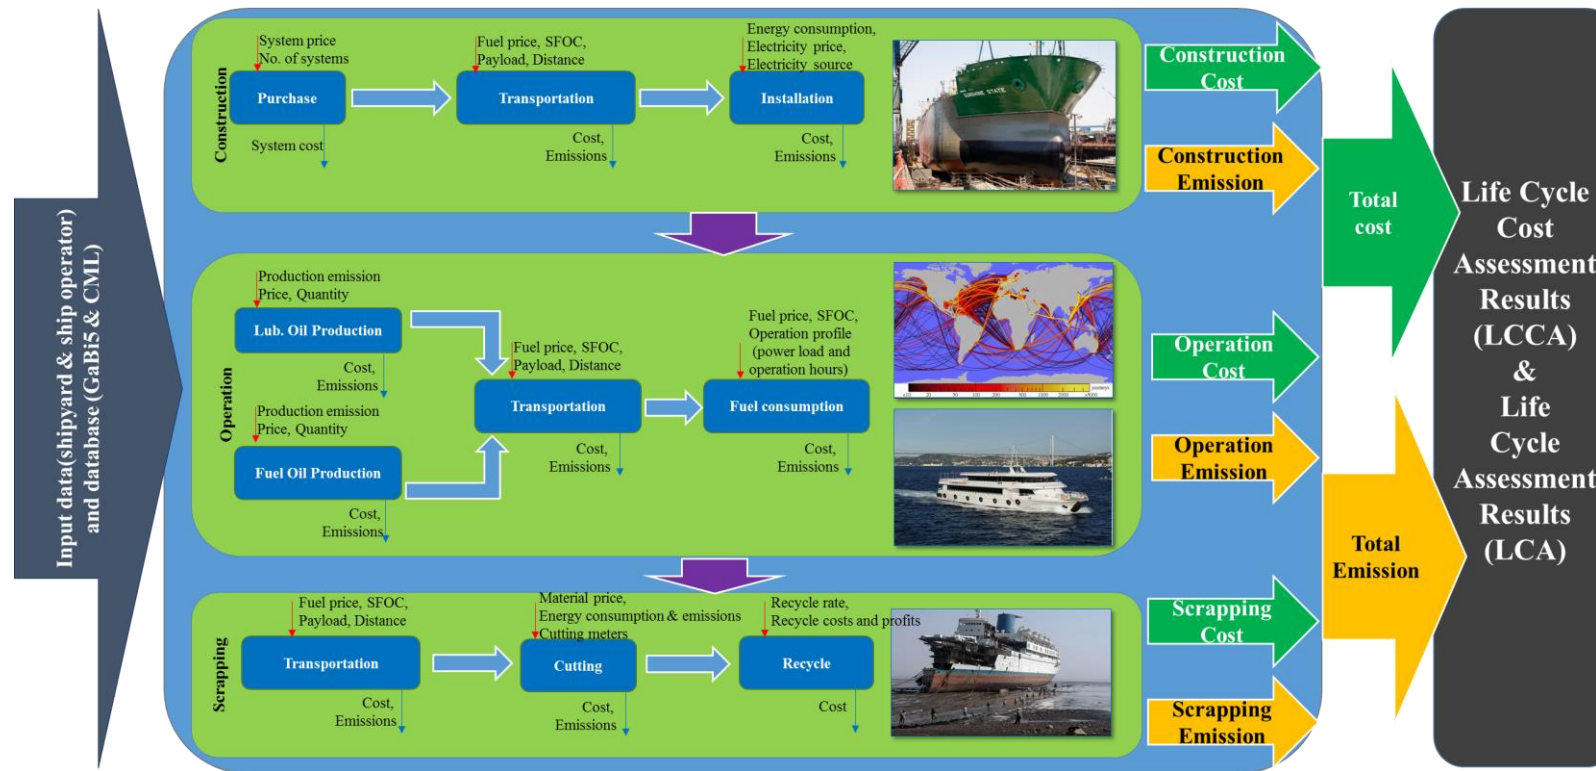 Input data(shipyard & ship operator)
and database (GaBi5 & CML)
Construction
System price
No. of systems
Purchase
System cost
Fuel price, SFOC,
Payload, Distance
Transportation
Cost,
Emissions
Energy consumption,
Electricity price,
Electricity source
Installation
Cost,
Emissions
SUNSHINE STATE
Construction
Cost
Construction
Emission
Operation
Production emission
Price, Quantity
Lub. Oil Production
Cost,
Emissions
Production emission
Price, Quantity
Fuel Oil Production
Cost,
Emissions
Fuel price, SFOC,
Payload, Distance
Transportation
Cost,
Emissions
Fuel price, SFOC,
Operation profile
(power load and
operation hours)
Fuel consumption
Cost,
Emissions
journeys
Operation
Cost
Operation
Emission
Scrapping
Fuel price, SFOC,
Payload, Distance
Transportation
Cost,
Emissions
Material price,
Energy consumption & emissions
Cutting meters
Cutting
Cost,
Emissions
Recycle rate,
Recycle costs and profits
Recycle
Cost
Scrapping
Cost
Scrapping
Emission
Total
cost
Total
Emission
Life Cycle
Cost
Assessment
Results
(LCCA)
&
Life
Cycle
Assessment
Results
(LCA)